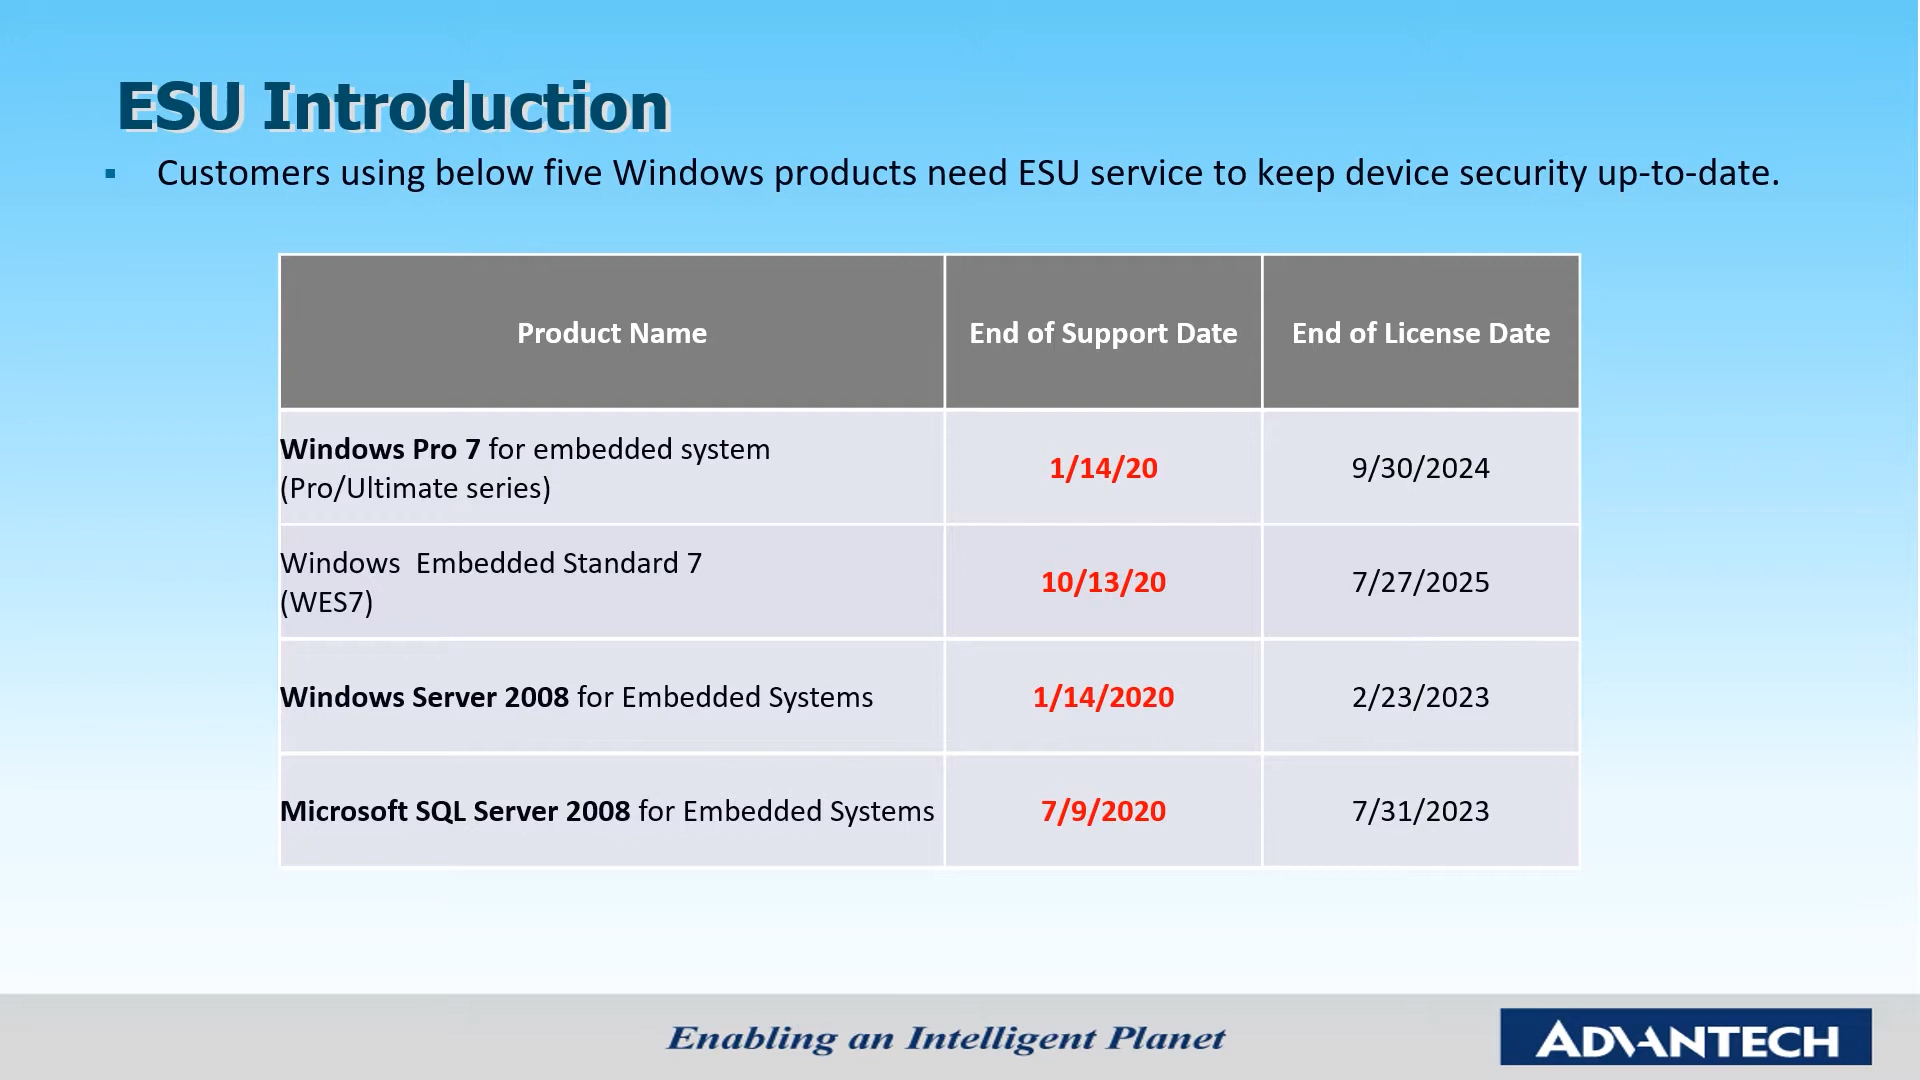 ESU Introduction
▪ Customers using below five Windows products need ESU service to keep device security up-to-date.
Product Name End of Support Date End of License Date
Windows Pro 7 for embedded system
(Pro/Ultimate series) 1/14/20 9/30/2024
Windows Embedded Standard 7
(WES7) 10/13/20 7/27/2025
Windows Server 2008 for Embedded Systems 1/14/2020 2/23/2023
Microsoft SQL Server 2008 for Embedded Systems 7/9/2020 7/31/2023
Enabling an Intelligent Planet
ADVANTECH